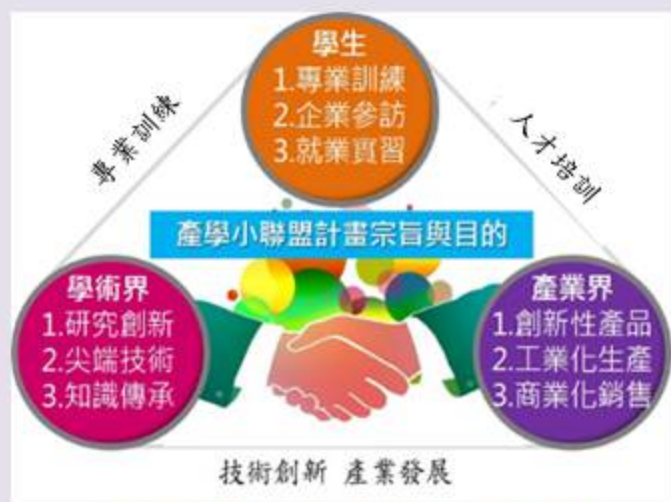 學生
1.專業訓練
2.企業參訪
3.就業實習
專業訓練
人才培訓
產學小聯盟計畫宗旨與目的
學術界
1.研究創新
2.尖端技術
3.知識傳承
產業界
1.創新性產品
2.工業化生產
3.商業化銷售
技術創新 產業發展